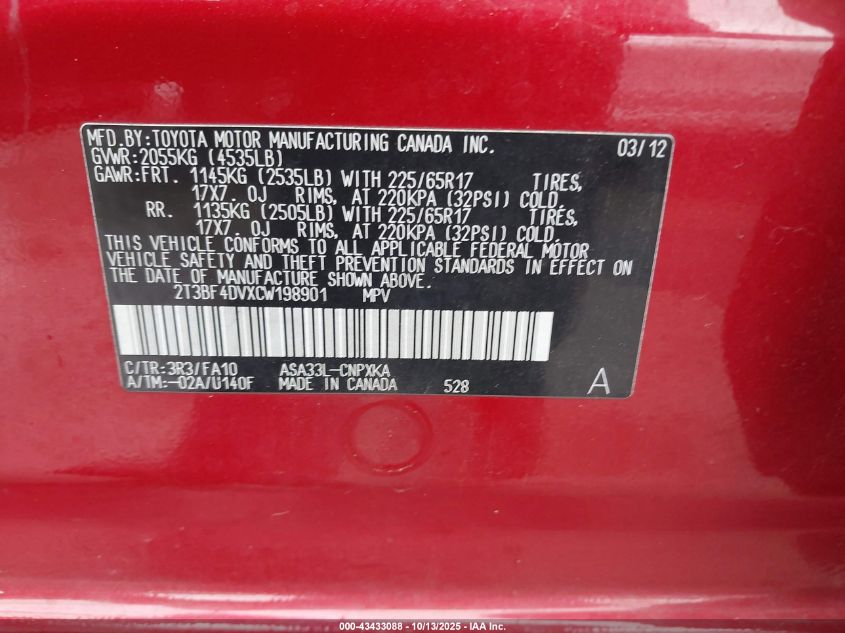 MFD.BY:TOYOTA MOTOR MANUFACTURING CANADA INC. 03/12
GVWR:2055KG (4535LB)
GAWR:FRT. 1145KG (2535LB) WITH 225/65R17 TIRES,
17X7.0J RIMS, AT 220KPA (32PSI) COLD.
RR. 1135KG (2505LB) WITH 225/65R17 TIRES,
17X7.0J RIMS, AT 220KPA (32PSI) COLD.
THIS VEHICLE CONFORMS TO ALL APPLICABLE FEDERAL MOTOR
VEHICLE SAFETY AND THEFT PREVENTION STANDARDS IN EFFECT ON
THE DATE OF MANUFACTURE SHOWN ABOVE.
2T3BF4DVXCW198901 MPV
C/TR:3R3/FA10 ASA33L-CNPXKA
A/TM:-02A/U140F MADE IN CANADA 528 A
000-43433088 - 10/13/2025 - IAA Inc.